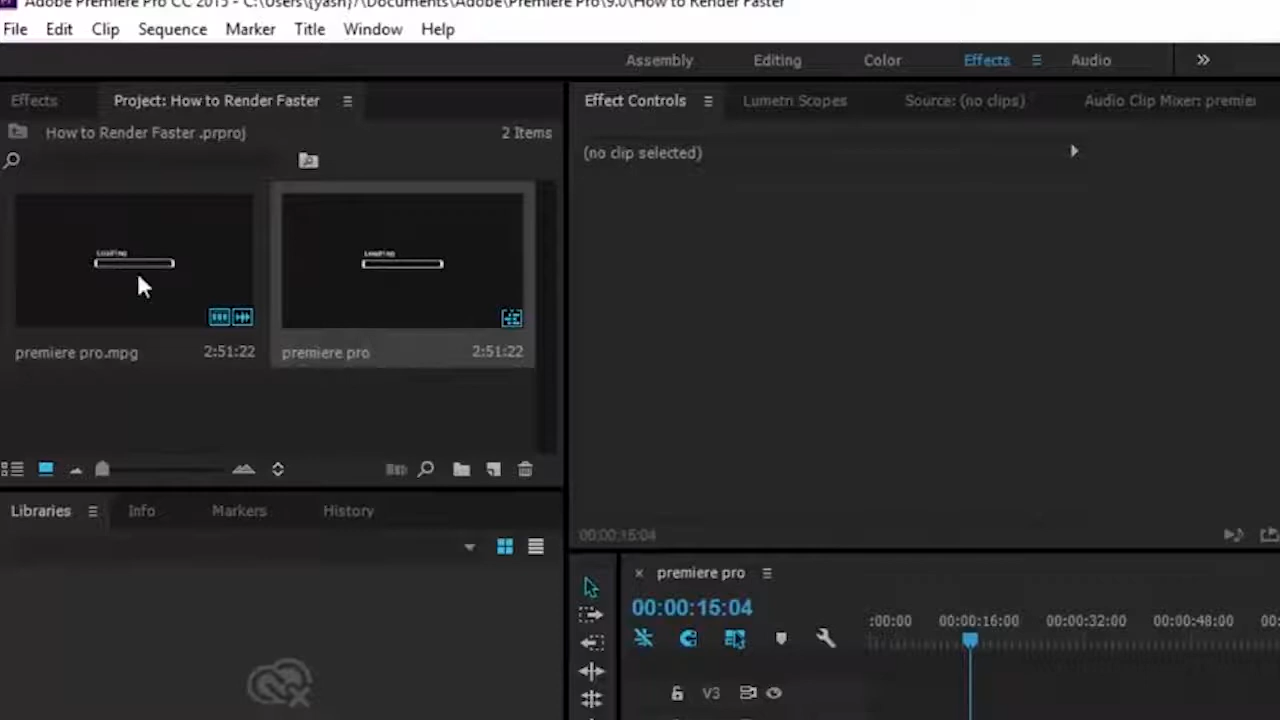 Adobe Premiere Pro CC 2015 - C:\Users\{yash}7\Documents\Adobe\Premiere Pro\9.0\How to Render Faster
File Edit Clip Sequence Marker Title Window Help
Assembly Editing Color Effects Audio
Effects Project: How to Render Faster
Effect Controls Lumetri Scopes Source: (no clips) Audio Clip Mixer: premier
How to Render Faster .prproj 2 Items
(no clip selected)
premiere pro.mpg 2:51:22 premiere pro 2:51:22
Libraries Info Markers History
00:00:15:04
premiere pro
00:00:15:04
:00:00 00:00:16:00 00:00:32:00 00:00:48:00 00:
V3